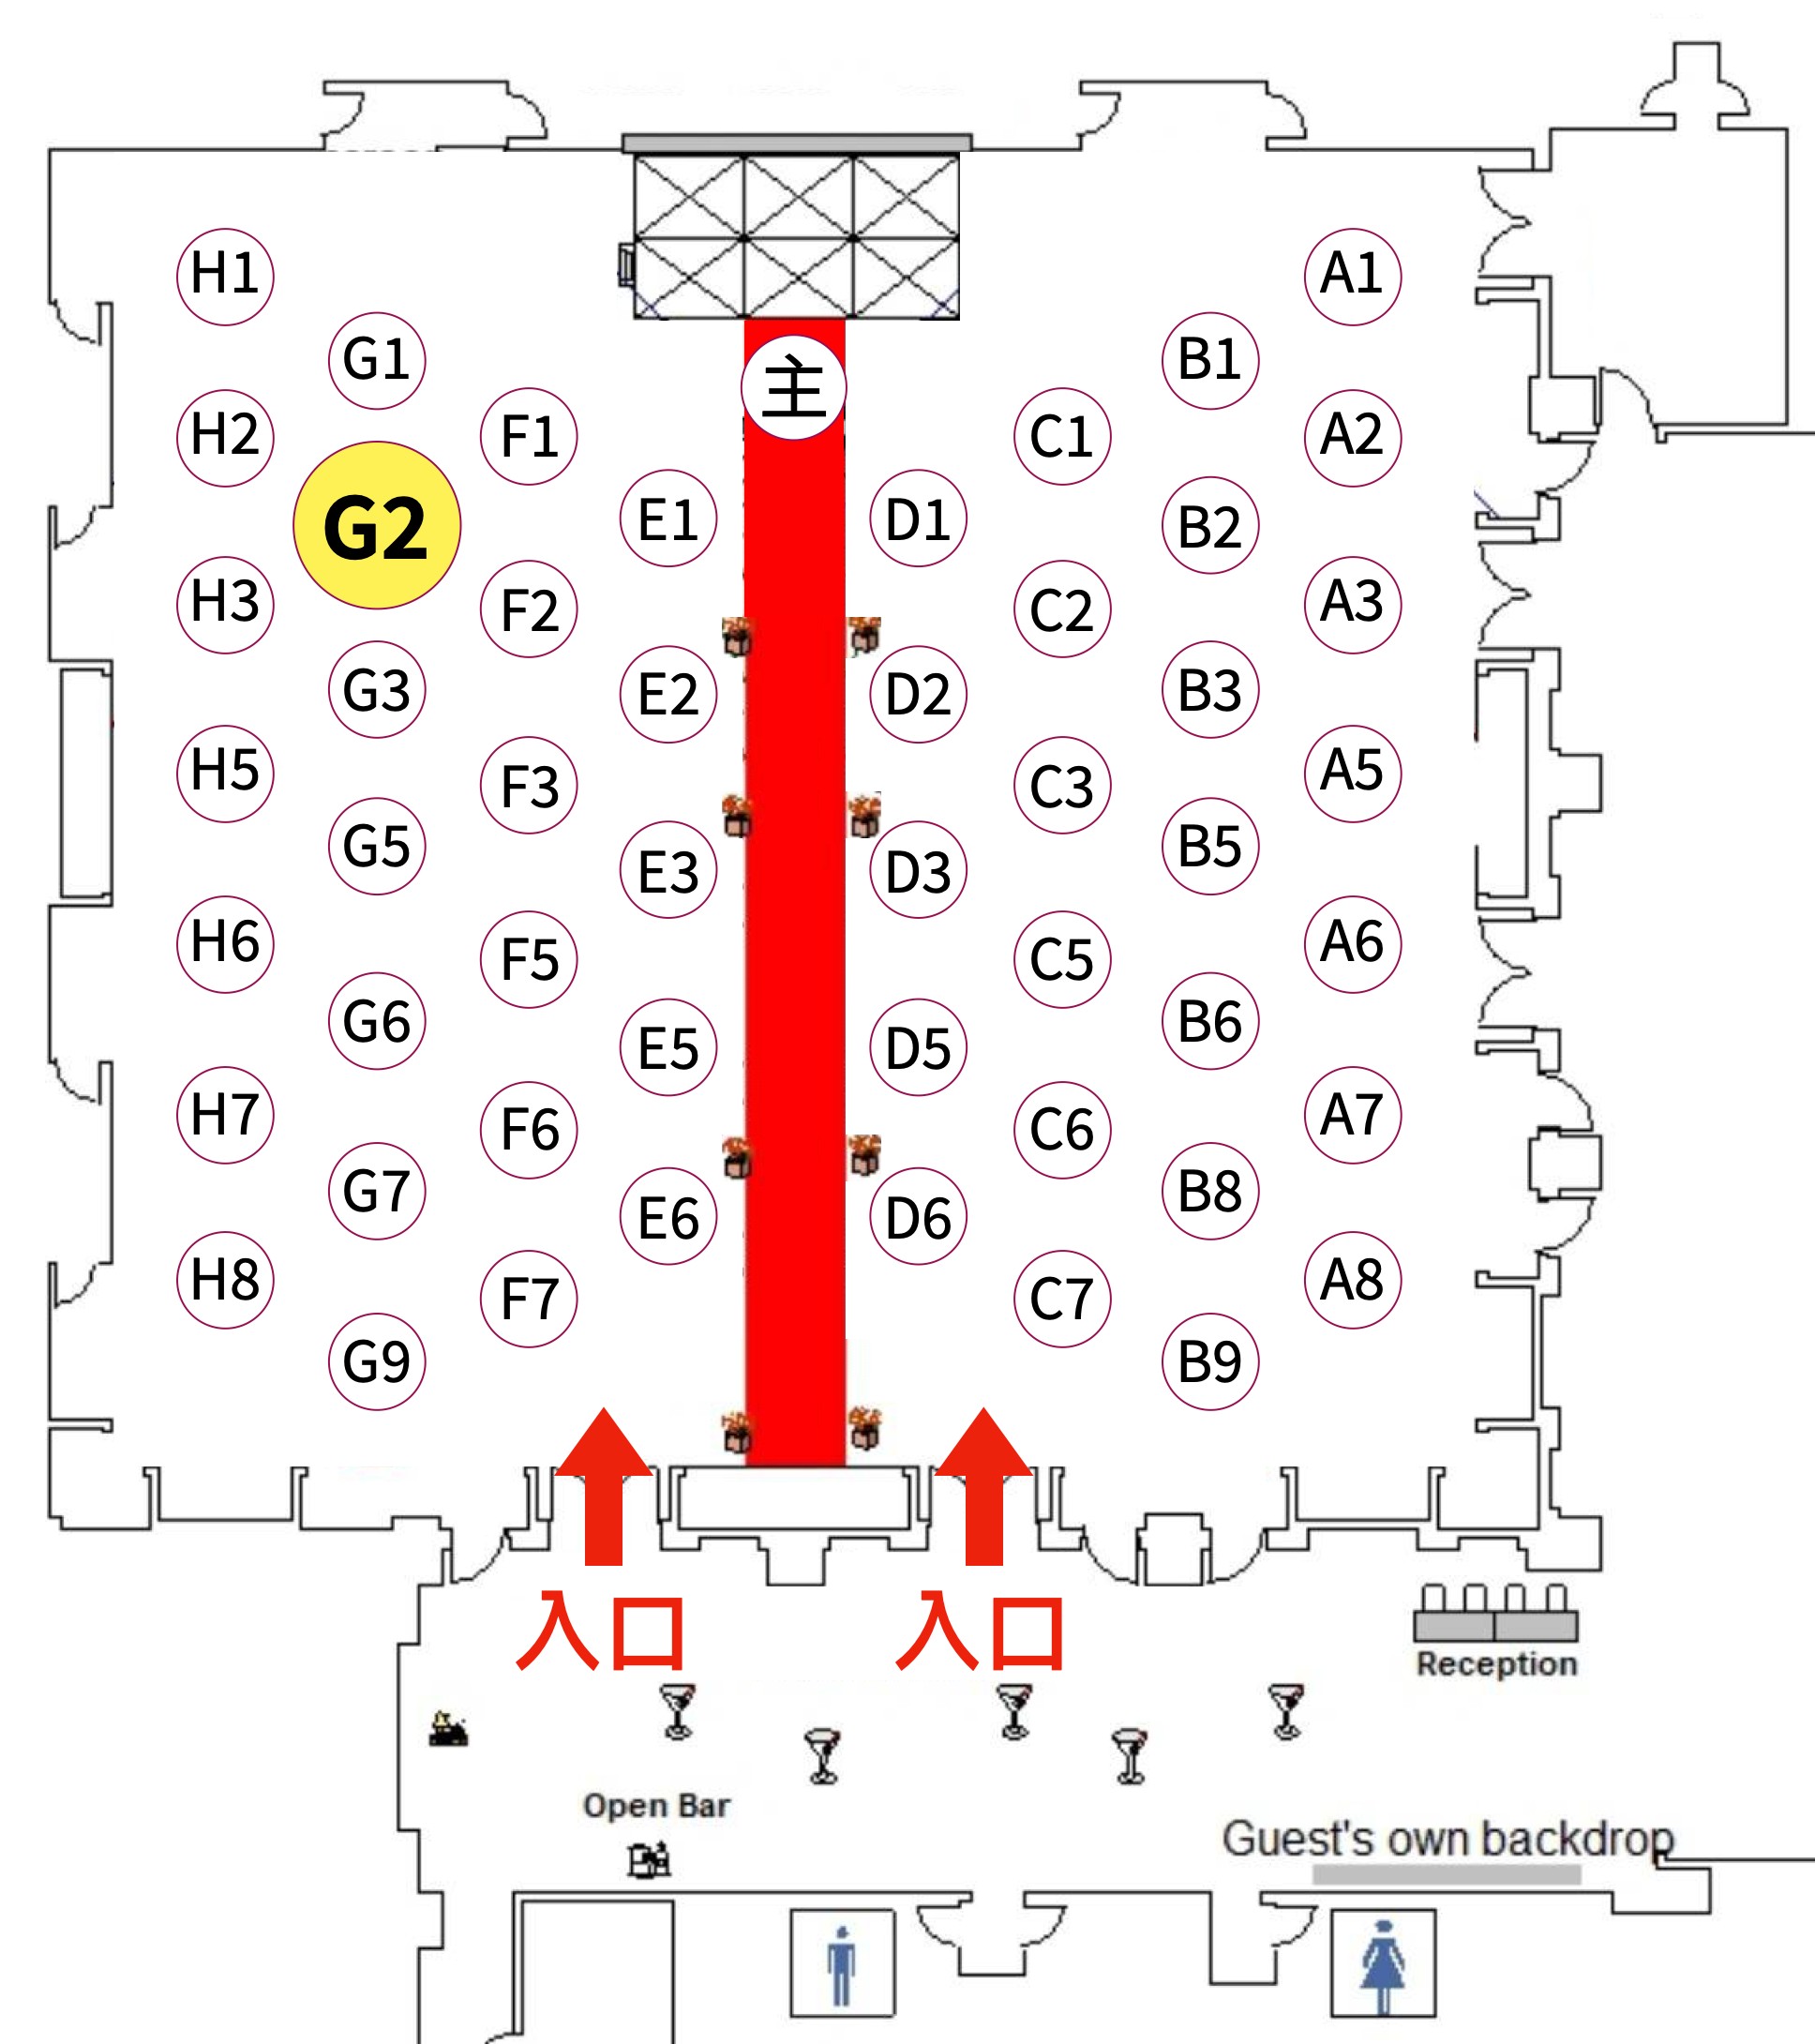 H1
A1
G1
B1
主
H2
F1
C1
A2
G2
E1
D1
B2
H3
F2
C2
A3
G3
E2
D2
B3
H5
F3
C3
A5
G5
E3
D3
B5
H6
F5
C5
A6
G6
E5
D5
B6
H7
F6
C6
A7
G7
E6
D6
B8
H8
F7
C7
A8
G9
B9
入口
入口
Reception
Open Bar
Guest's own backdrop